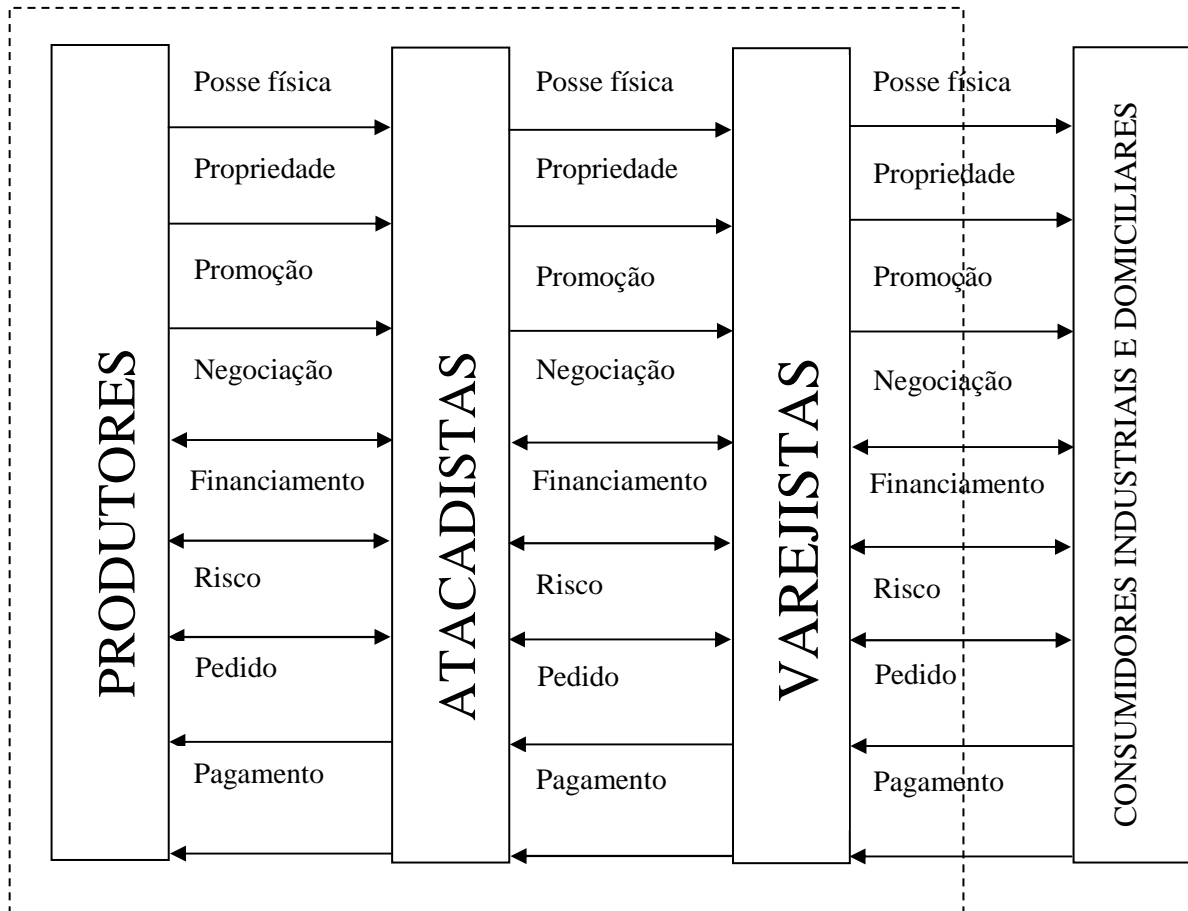 PRODUTORES
Posse física
Propriedade
Promoção
Negociação
Financiamento
Risco
Pedido
Pagamento
ATACADISTAS
Posse física
Propriedade
Promoção
Negociação
Financiamento
Risco
Pedido
Pagamento
VAREJISTAS
Posse física
Propriedade
Promoção
Negociação
Financiamento
Risco
Pedido
Pagamento
CONSUMIDORES INDUSTRIAIS E DOMICILIARES